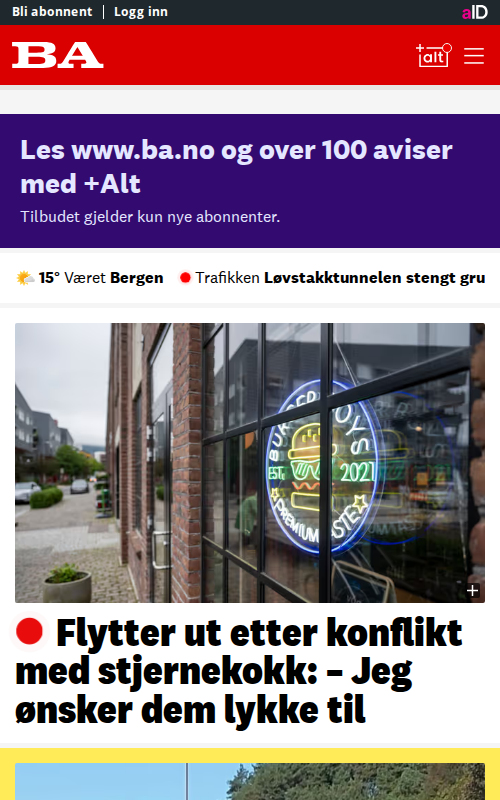 Bli abonnent | Logg inn
aID
BA
+alt
Les www.ba.no og over 100 aviser
med +Alt
Tilbudet gjelder kun nye abonnenter.
15° Været Bergen
Trafikken Løvstakktunnelen stengt gru
BURGER BOYS
EST. 2021
PREMIUM TASTE
Flytter ut etter konflikt
med stjernekokk: – Jeg
ønsker dem lykke til